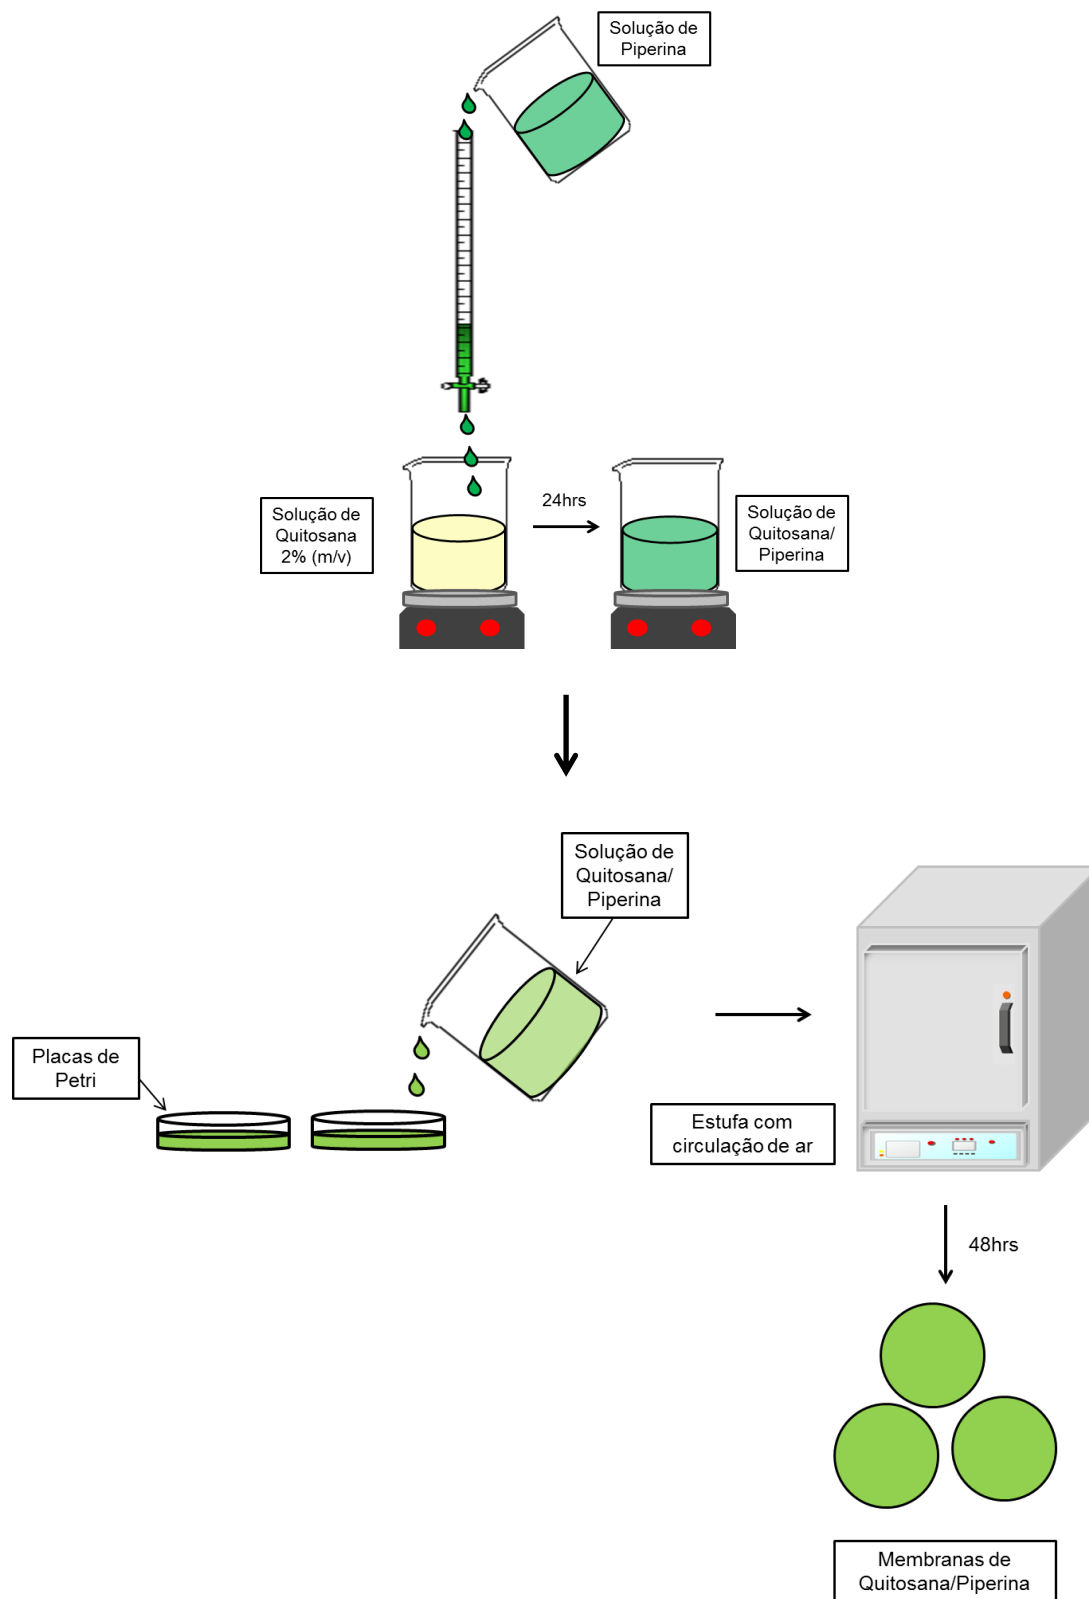 Solução de
Piperina
Solução de
Quitosana
2% (m/v)
24hrs
Solução de
Quitosana/
Piperina
Solução de
Quitosana/
Piperina
Placas de
Petri
Estufa com
circulação de ar
48hrs
Membranas de
Quitosana/Piperina